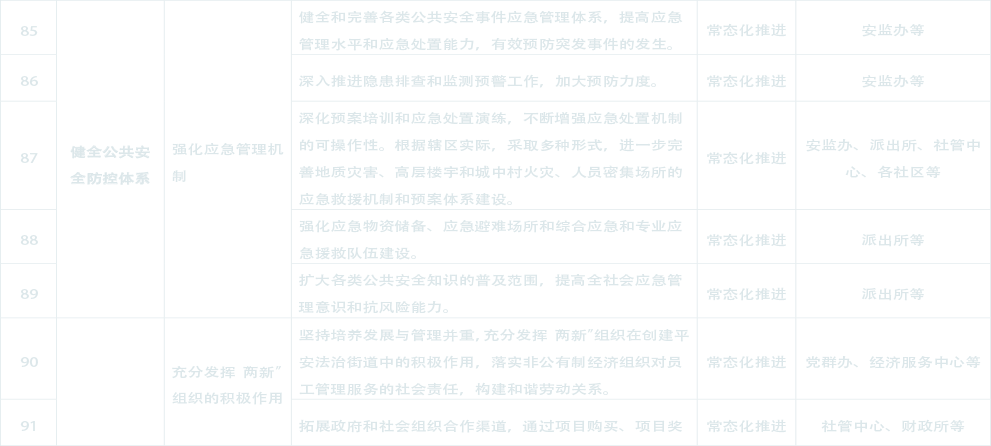 85
健全和完善各类公共安全事件应急管理体系，提高应急
管理水平和应急处置能力，有效预防突发事件的发生。
常态化推进
安监办等
86
深入推进隐患排查和监测预警工作，加大预防力度。
常态化推进
安监办等
87
健全公共安
全防控体系
强化应急管理机
制
深化预案培训和应急处置演练，不断增强应急处置机制
的可操作性。根据辖区实际，采取多种形式，进一步完
善地质灾害、高层楼宇和城中村火灾、人员密集场所的
应急救援机制和预案体系建设。
常态化推进
安监办、派出所、社管中
心、各社区等
88
强化应急物资储备、应急避难场所和综合应急和专业应
急援救队伍建设。
常态化推进
派出所等
89
扩大各类公共安全知识的普及范围，提高全社会应急管
理意识和抗风险能力。
常态化推进
派出所等
90
充分发挥 两新"
组织的积极作用
坚持培养发展与管理并重,充分发挥 两新"组织在创建平
安法治街道中的积极作用，落实非公有制经济组织对员
工管理服务的社会责任，构建和谐劳动关系。
常态化推进
党群办、经济服务中心等
91
拓展政府和社会组织合作渠道，通过项目购买、项目奖
常态化推进
社管中心、财政所等